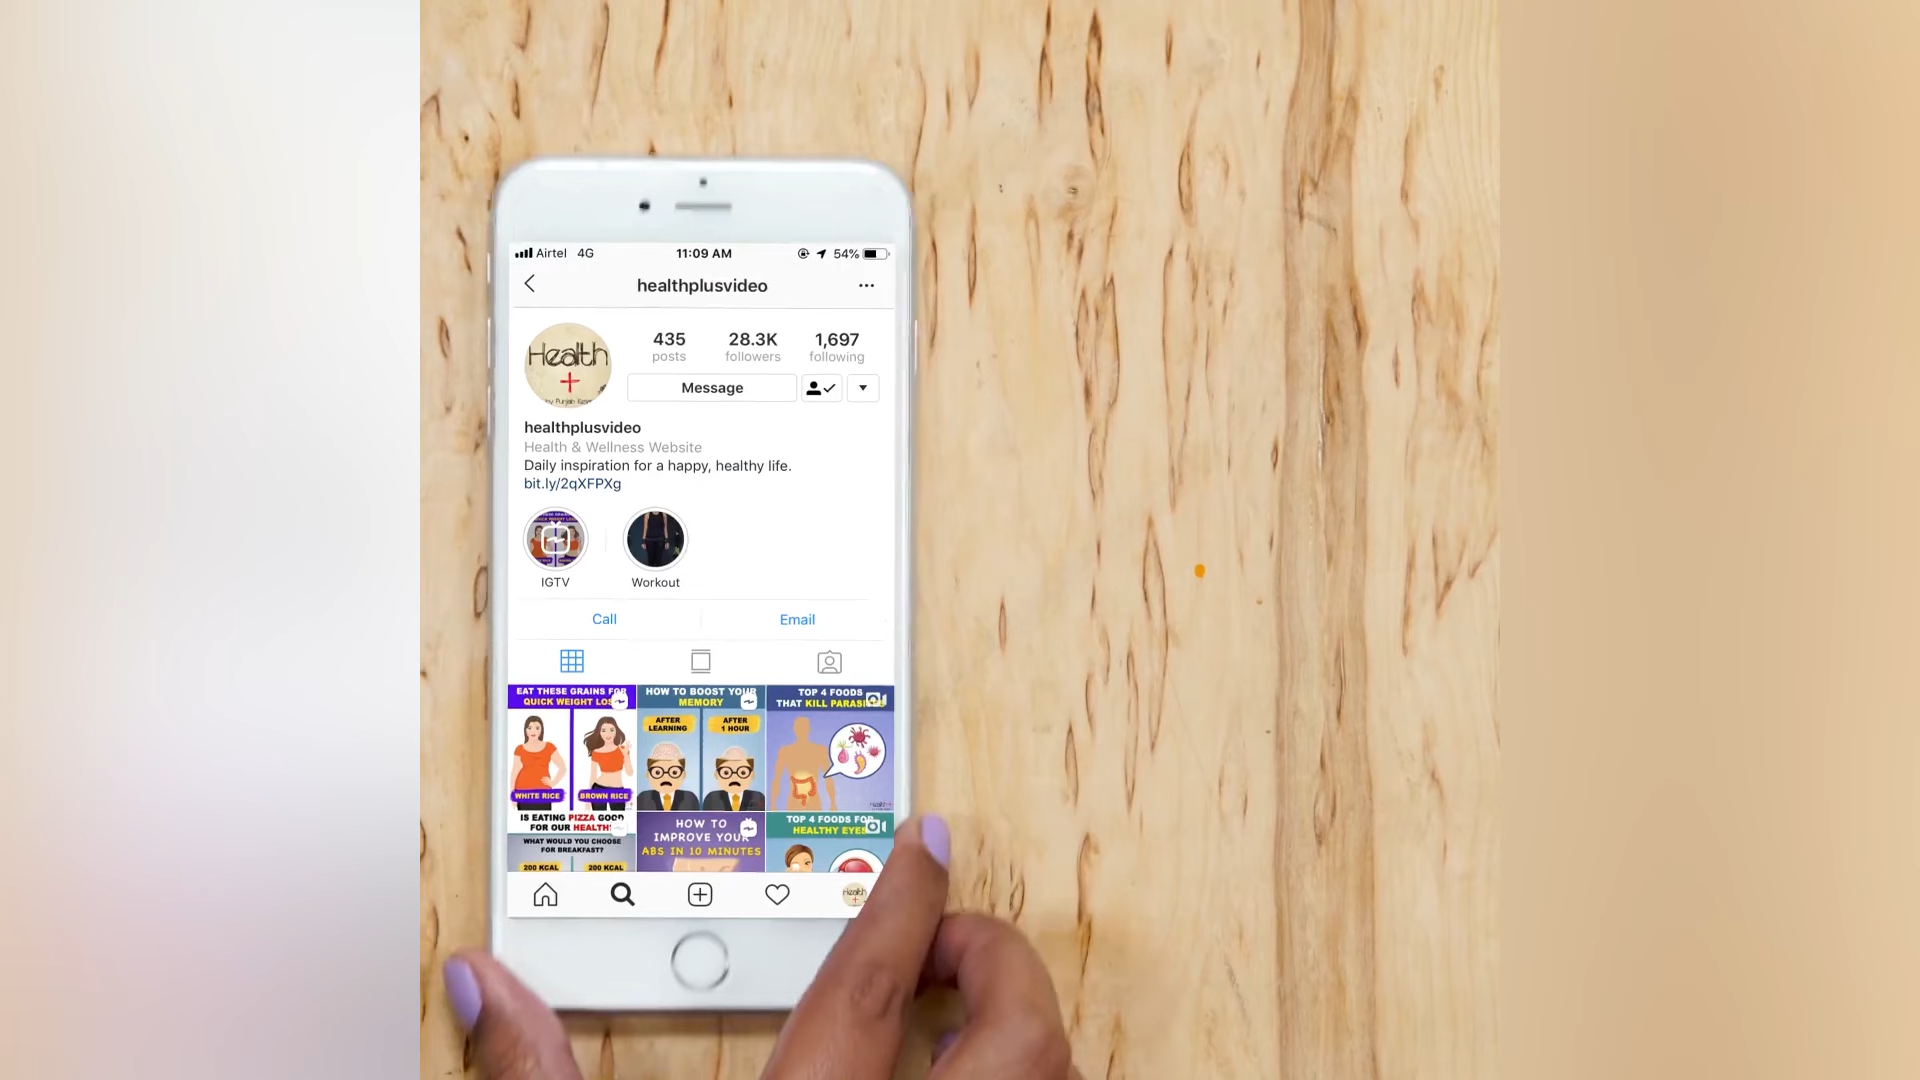 Airtel 4G 11:09 AM 54%
healthplusvideo
435 28.3K 1,697
posts followers following
Health
+
by Punjab
Message
healthplusvideo
Health & Wellness Website
Daily inspiration for a happy, healthy life.
bit.ly/2qXFPXg
IGTV Workout
Call Email
EAT THESE GRAINS FOR
QUICK WEIGHT
WHITE RICE BROWN RICE
HOW TO BOOST YOUR
MEMORY
AFTER
LEARNING
AFTER
1 HOUR
TOP 4 FOODS
THAT KILL
Health+
IS EATING PIZZA GOOD
FOR OUR HEALTH
WHAT WOULD YOU CHOOSE
FOR BREAKFAST?
200 KCAL 200 KCAL
HOW TO
IMPROVE YOUR
ABS IN 10 MINUTES
TOP 4 FOODS FOR
HEALTHY EYES
Health
+